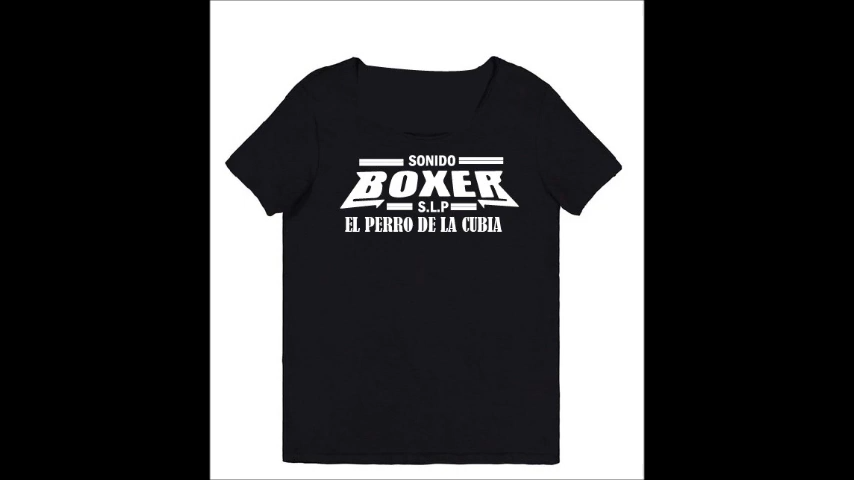 SONIDO
BOXER
S.L.P
EL PERRO DE LA CUBIA